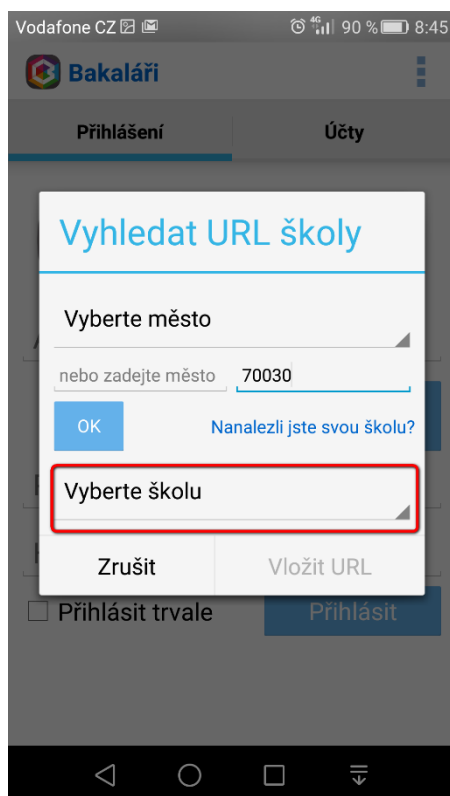 Vodafone CZ 4G 90 % 8:45
Bakaláři
Přihlášení Účty
Vyhledat URL školy
Vyberte město
nebo zadejte město 70030
OK Nanalezli jste svou školu?
Vyberte školu
Zrušit Vložit URL
Přihlásit trvale Přihlásit